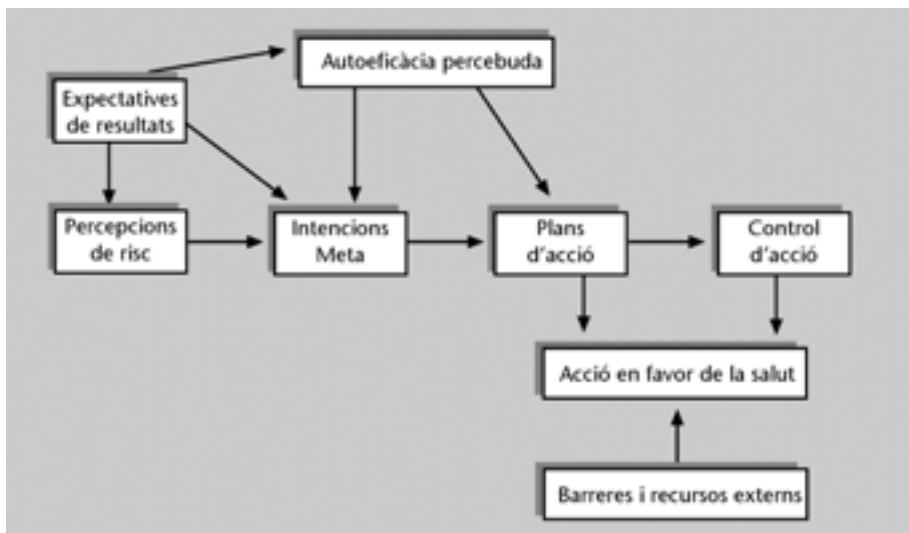 Autoeficàcia percebuda
Expectatives
de resultats
Percepcions
de risc
Intencions
Meta
Plans
d'acció
Control
d'acció
Acció en favor de la salut
Barreres i recursos externs